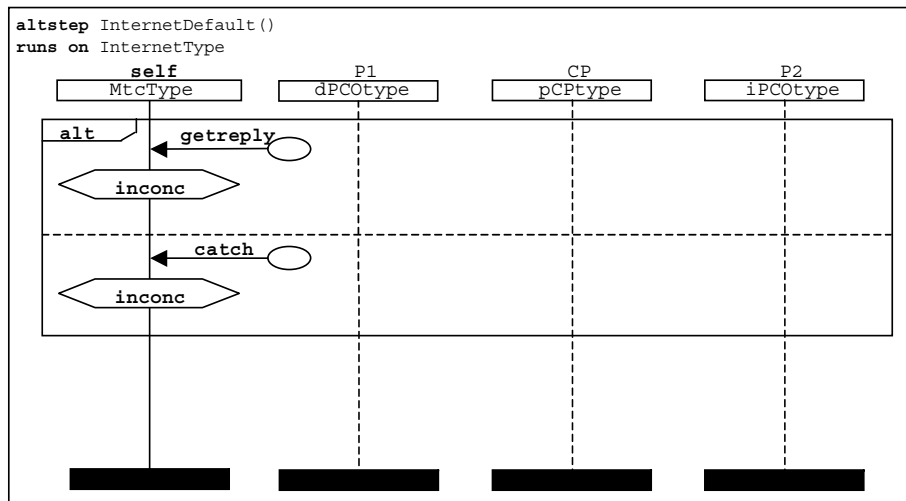 altstep InternetDefault()
runs on InternetType
self P1 CP P2
MtcType dPCOtype pCPtype iPCOtype
alt
getreply
inconc
catch
inconc